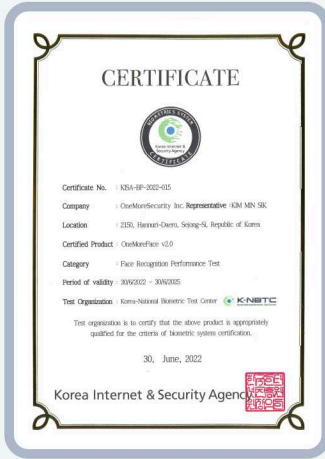 CERTIFICATE
BIOMETRICS SYSTEM
Korea Internet & Security Agency
CERTIFICATE
Certificate No. : KISA-BP-2022-015
Company : OneMoreSecurity Inc. Representative :KIM MIN SIK
Location : 2150, Hannuri-Daero, Sejong-Si, Republic of Korea
Certified Product : OneMoreFace v2.0
Category : Face Recognition Performance Test
Period of validity : 30/6/2022 - 30/6/2025
Test Organization : Korea-National Biometric Test Center K-NBTC
Test organization is to certify that the above product is appropriately
qualified for the criteria of biometric system certification.
30, June, 2022
Korea Internet & Security Agency